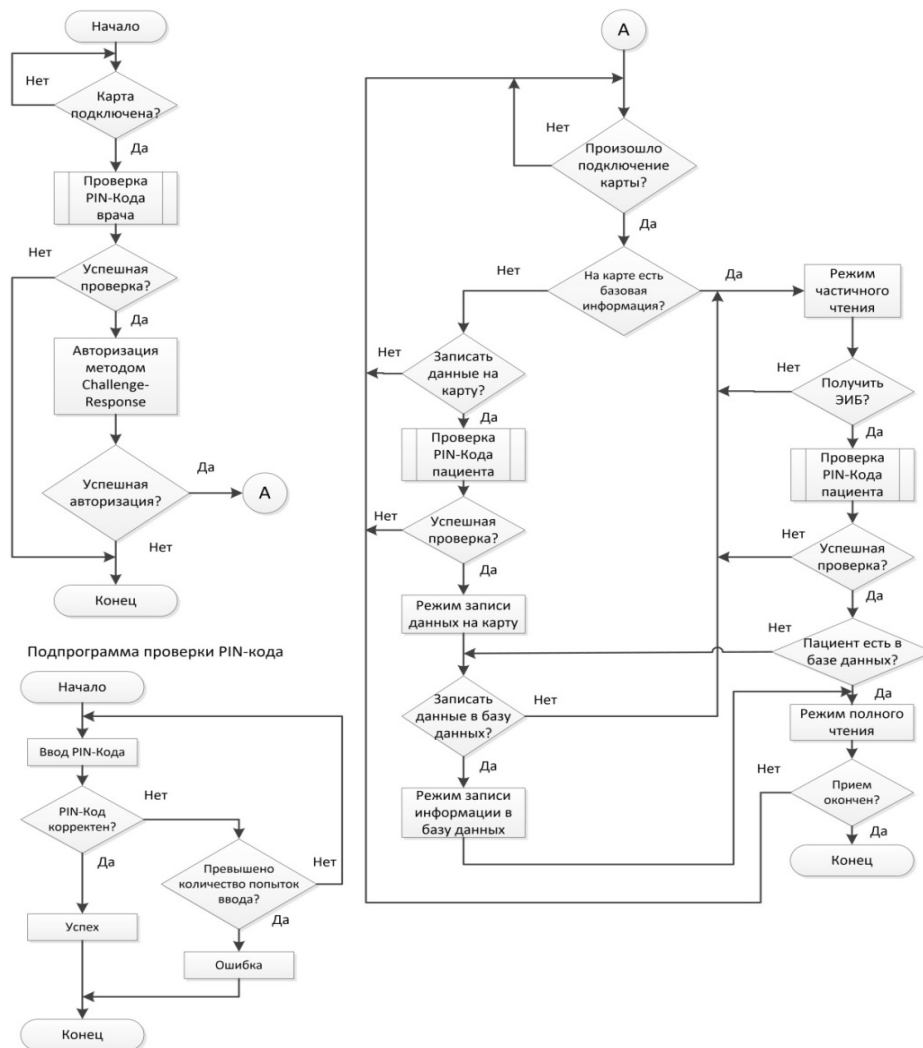 Начало
Нет
Карта
подключена?
Да
Проверка
PIN-Кода
врача
Нет
Успешная
проверка?
Да
Авторизация
методом
Challenge-
Response
Да
Успешная
авторизация?
А
Нет
Конец
Подпрограмма проверки PIN-кода
Начало
Ввод PIN-Кода
Нет
PIN-Код
корректен?
Да
Превышено
количество попыток
ввода?
Нет
Да
Успех
Ошибка
Конец
А
Нет
Произошло
подключение
карты?
Да
Нет
На карте есть
базовая
информация?
Да
Режим
частичного
чтения
Нет
Записать
данные на
карту?
Да
Проверка
PIN-Кода
пациента
Нет
Успешная
проверка?
Да
Режим записи
данных на карту
Записать
данные в базу
данных?
Нет
Да
Режим записи
информации в
базу данных
Нет
Получить
ЭИБ?
Да
Проверка
PIN-Кода
пациента
Нет
Успешная
проверка?
Да
Нет
Пациент есть в
базе данных?
Да
Режим полного
чтения
Нет
Прием
окончен?
Да
Конец